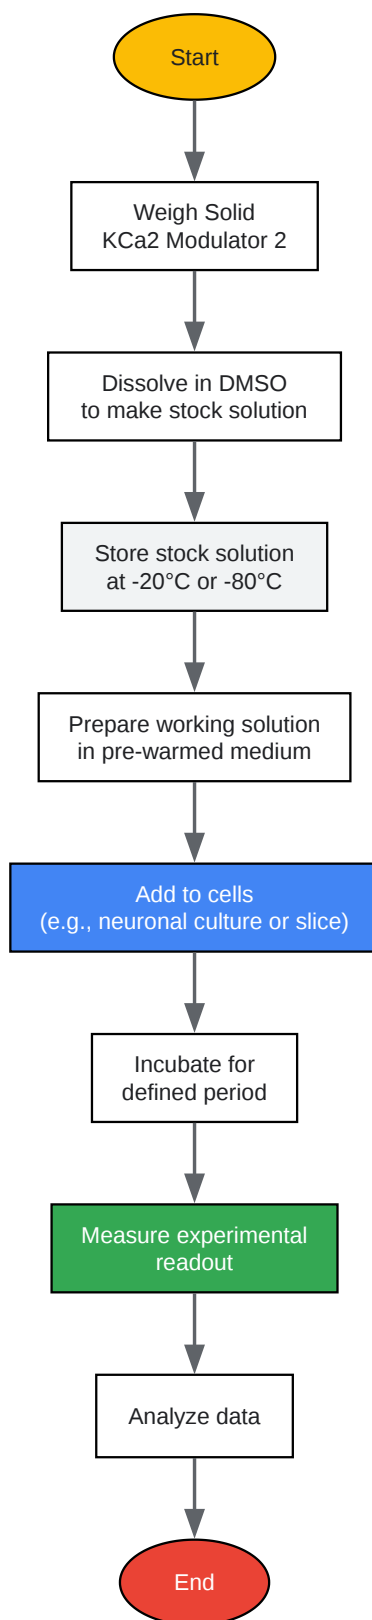 Start
Weigh Solid
KCa2 Modulator 2
Dissolve in DMSO
to make stock solution
Store stock solution
at -20°C or -80°C
Prepare working solution
in pre-warmed medium
Add to cells
(e.g., neuronal culture or slice)
Incubate for
defined period
Measure experimental
readout
Analyze data
End